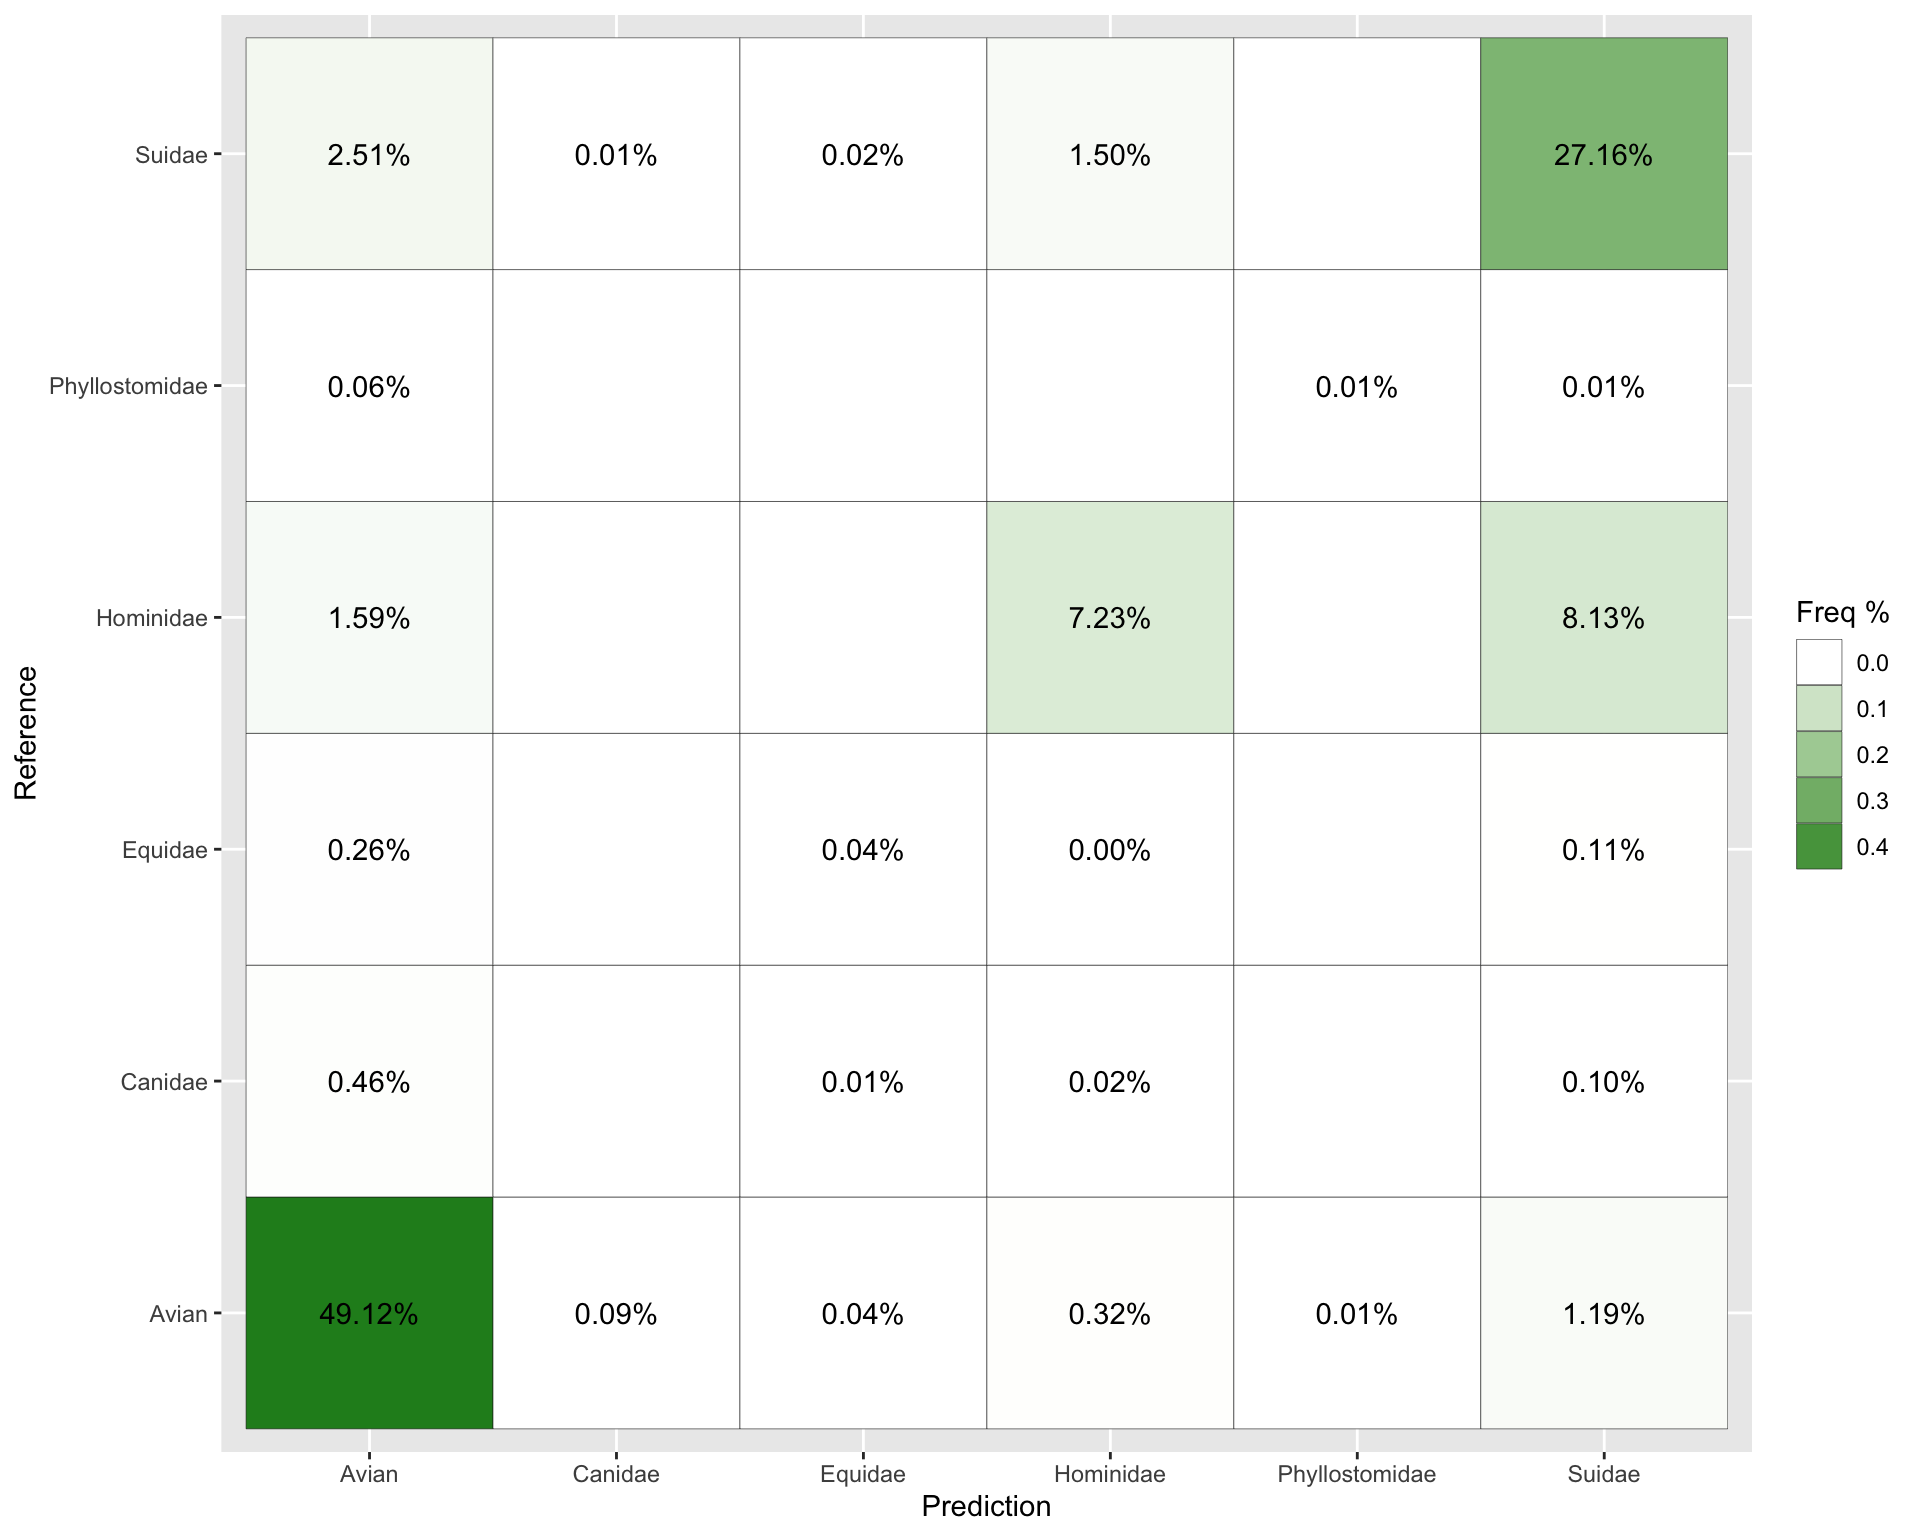 Suidae 2.51% 0.01% 0.02% 1.50% 27.16%
Phyllostomidae 0.06% 0.01% 0.01%
Hominidae 1.59% 7.23% 8.13%
Equidae 0.26% 0.04% 0.00% 0.11%
Canidae 0.46% 0.01% 0.02% 0.10%
Avian 49.12% 0.09% 0.04% 0.32% 0.01% 1.19%
Avian Canidae Equidae Hominidae Phyllostomidae Suidae
Prediction
Reference
Freq %
0.0
0.1
0.2
0.3
0.4